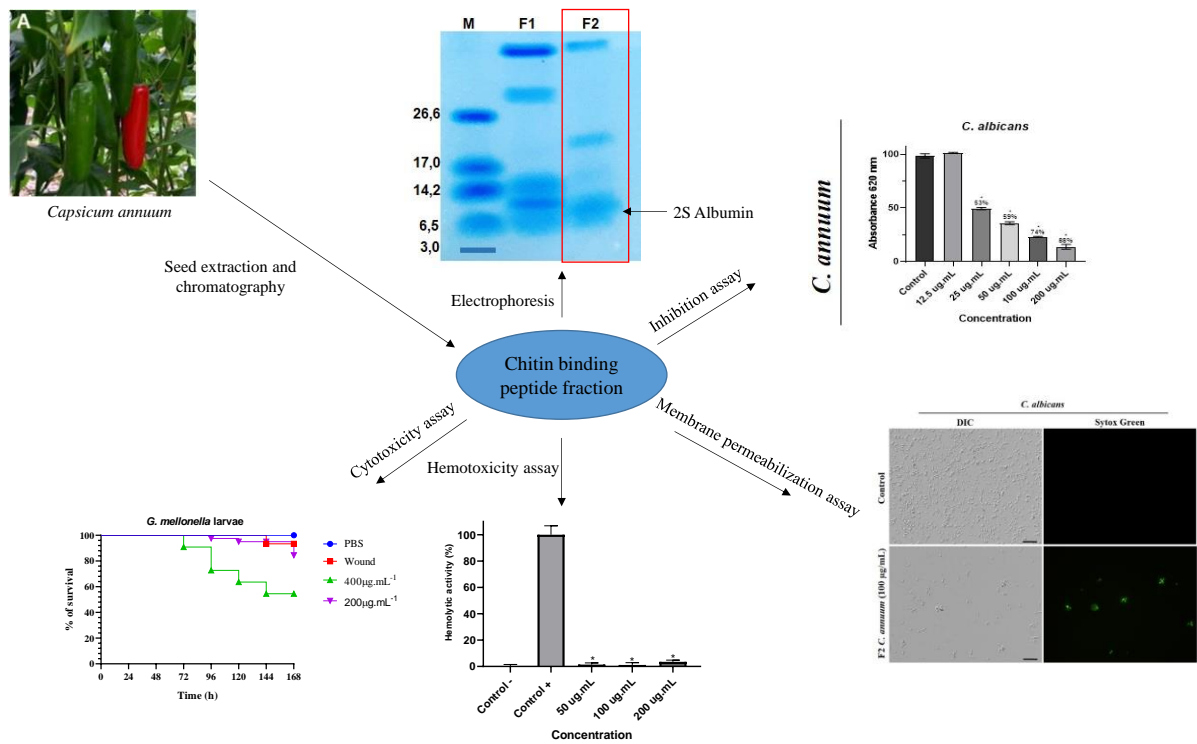 A
Capsicum annuum
Seed extraction and
chromatography
M F1 F2
26,6
17,0
14,2
6,5
3,0
2S Albumin
Electrophoresis
Inhibition assay
C. annuum
C. albicans
Absorbance 620 nm
100
50
0
*
53%
*
59%
*
74%
*
88%
Control
12.5 ug.mL
25 ug.mL
50 ug.mL
100 ug.mL
200 ug.mL
Concentration
Chitin binding
peptide fraction
Cytotoxicity assay
Hemotoxicity assay
Membrane permeabilization assay
C. albicans
DIC Sytox Green
Control
F2 C. annuum (100 µg/mL)
G. mellonella larvae
% of survival
100
80
60
40
20
0
0 24 48 72 96 120 144 168
Time (h)
PBS
Wound
400µg.mL⁻¹
200µg.mL⁻¹
Hemolytic activity (%)
100
80
60
40
20
0
* * *
Control -
Control +
50 ug.mL
100 ug.mL
200 ug.mL
Concentration